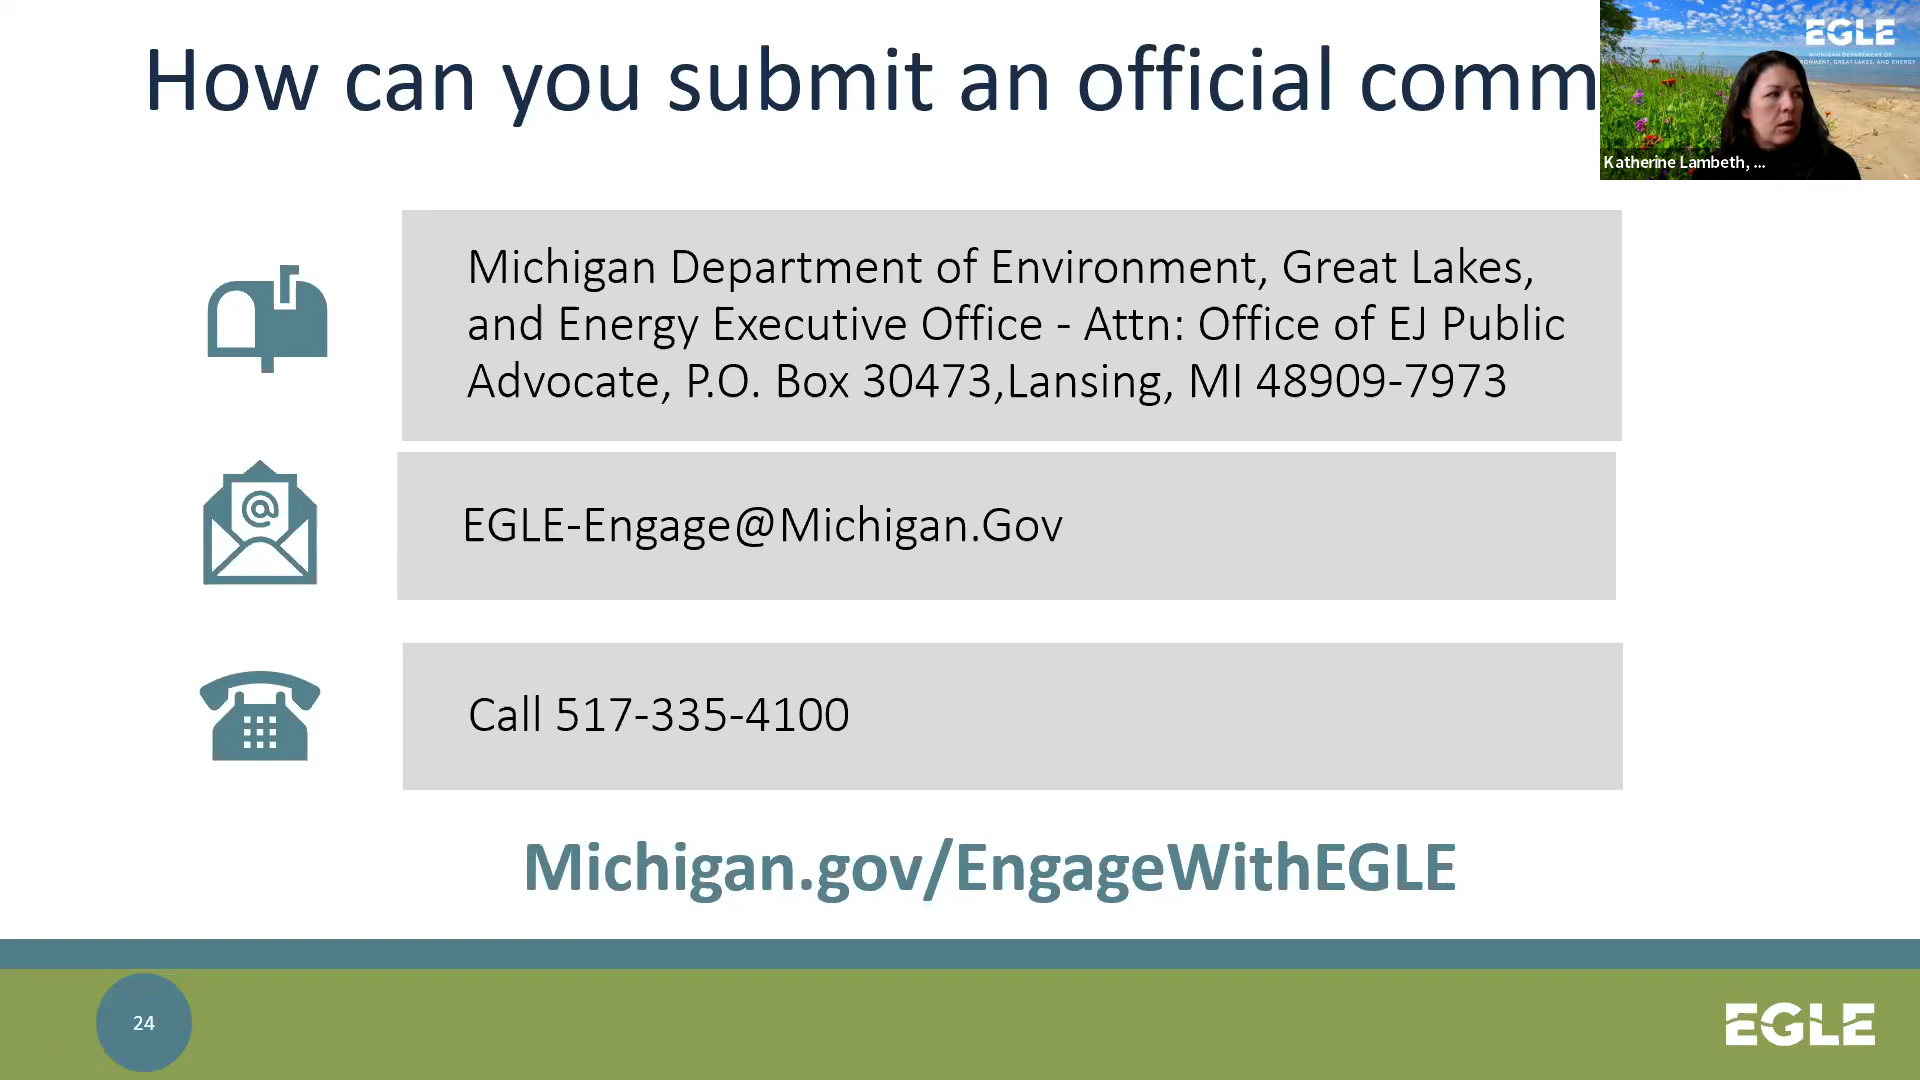 How can you submit an official comm
EGLE
Katherine Lambeth, ...
Michigan Department of Environment, Great Lakes,
and Energy Executive Office - Attn: Office of EJ Public
Advocate, P.O. Box 30473,Lansing, MI 48909-7973
@
EGLE-Engage@Michigan.Gov
Call 517-335-4100
Michigan.gov/EngageWithEGLE
24
EGLE